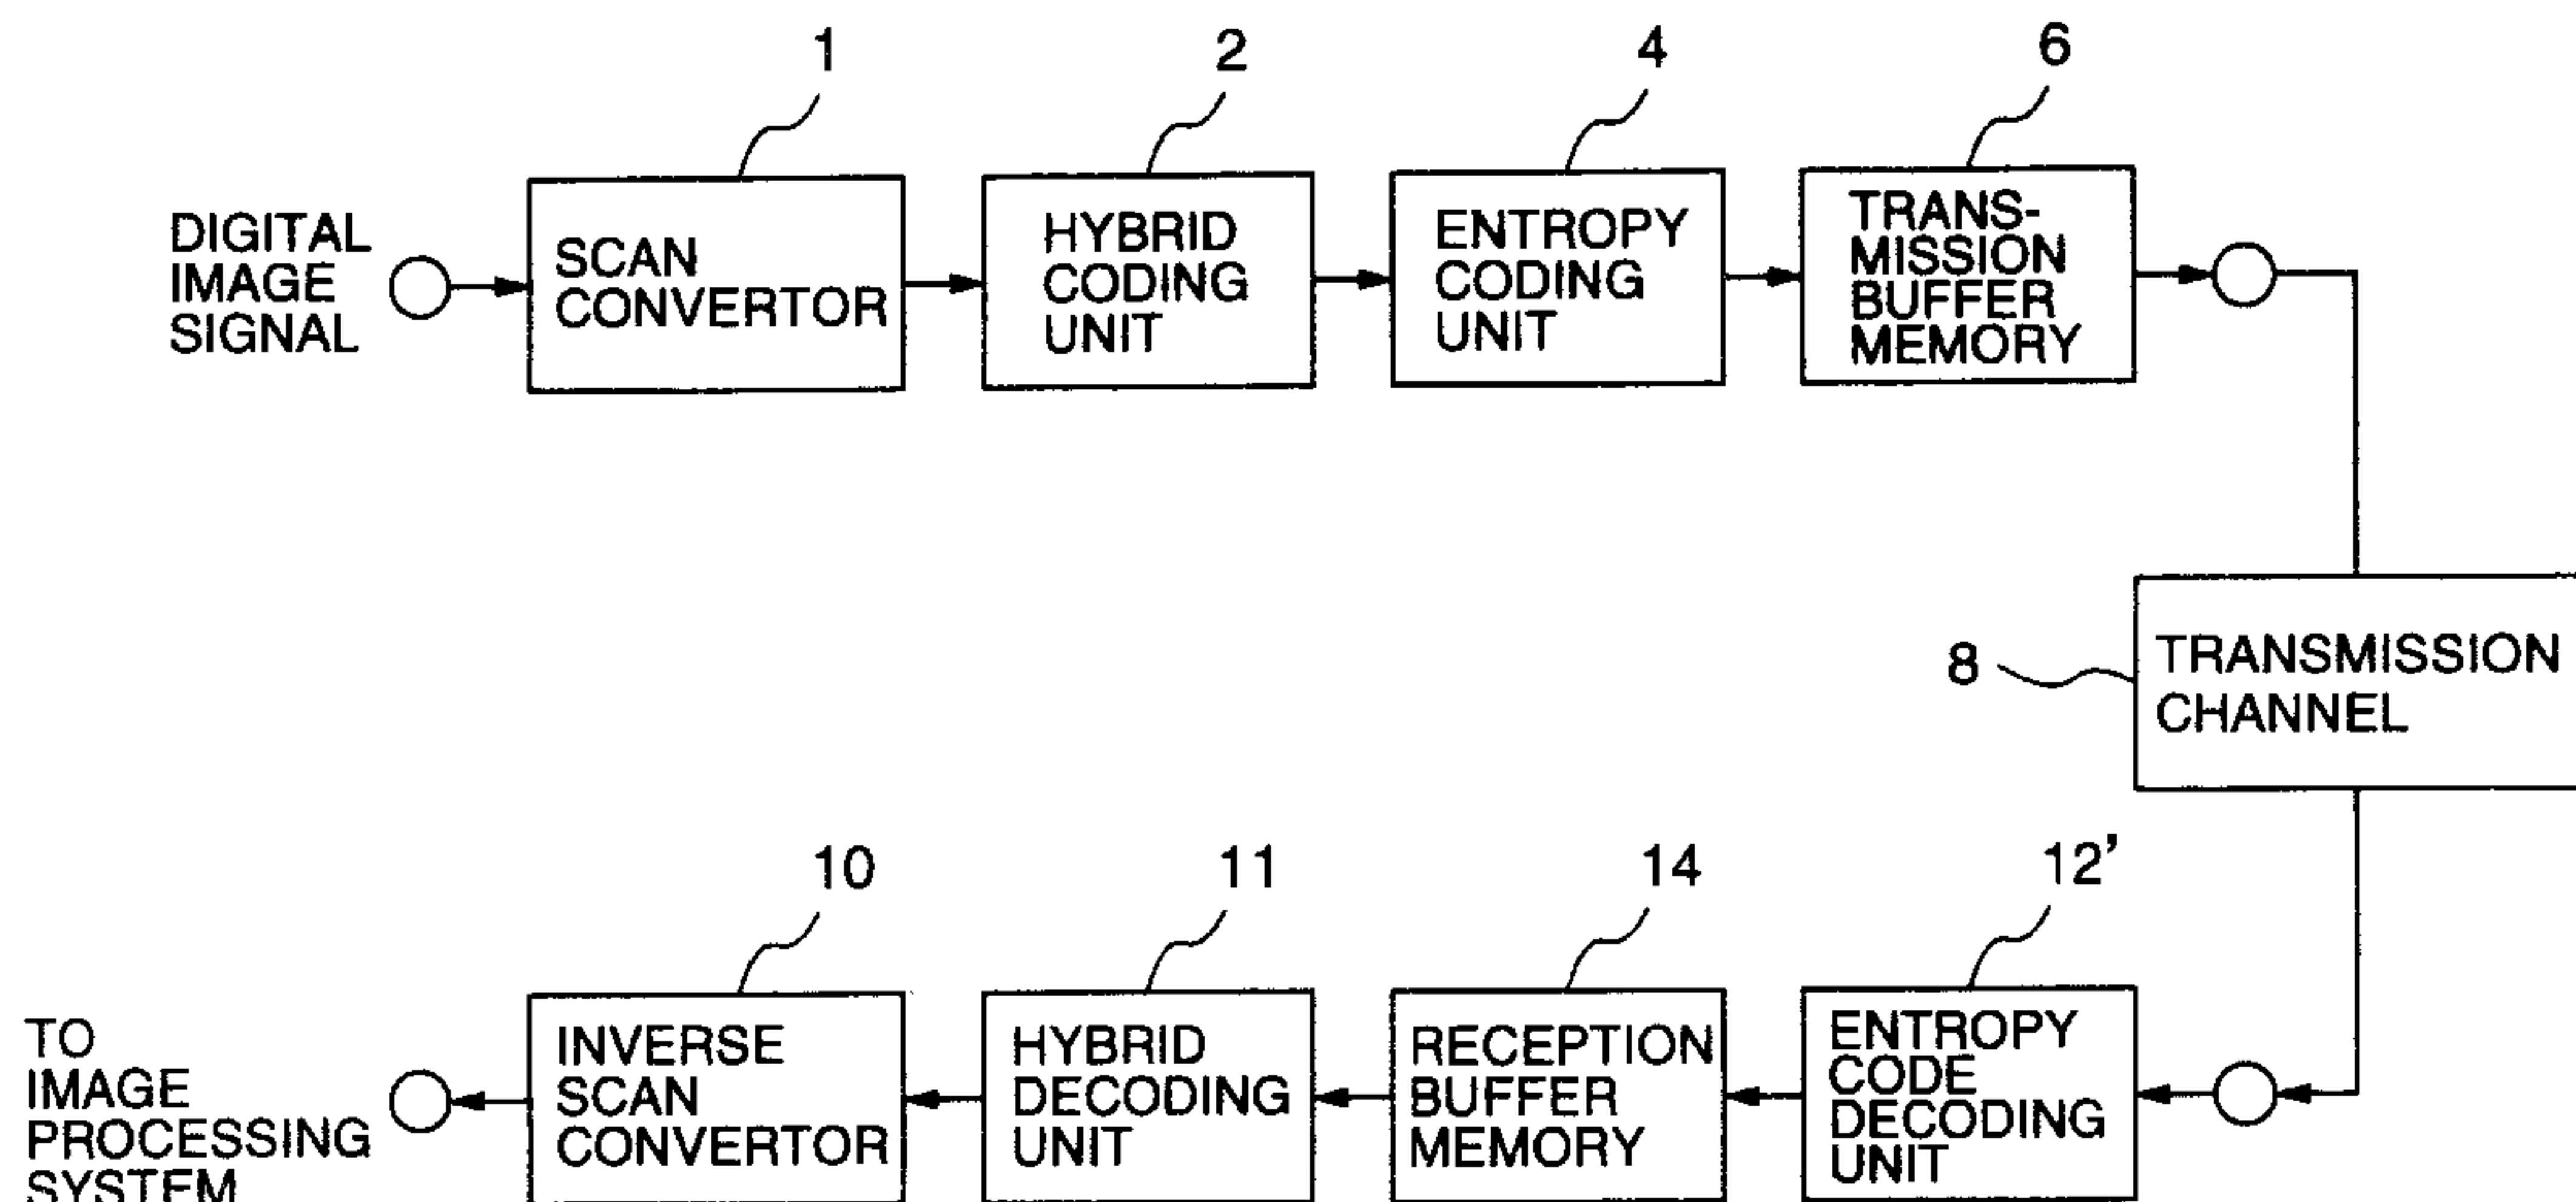 1
2
4
6
DIGITAL
IMAGE
SIGNAL
SCAN
CONVERTOR
HYBRID
CODING
UNIT
ENTROPY
CODING
UNIT
TRANS-
MISSION
BUFFER
MEMORY
8
TRANSMISSION
CHANNEL
10
11
14
12'
TO
IMAGE
PROCESSING
SYSTEM
INVERSE
SCAN
CONVERTOR
HYBRID
DECODING
UNIT
RECEPTION
BUFFER
MEMORY
ENTROPY
CODE
DECODING
UNIT